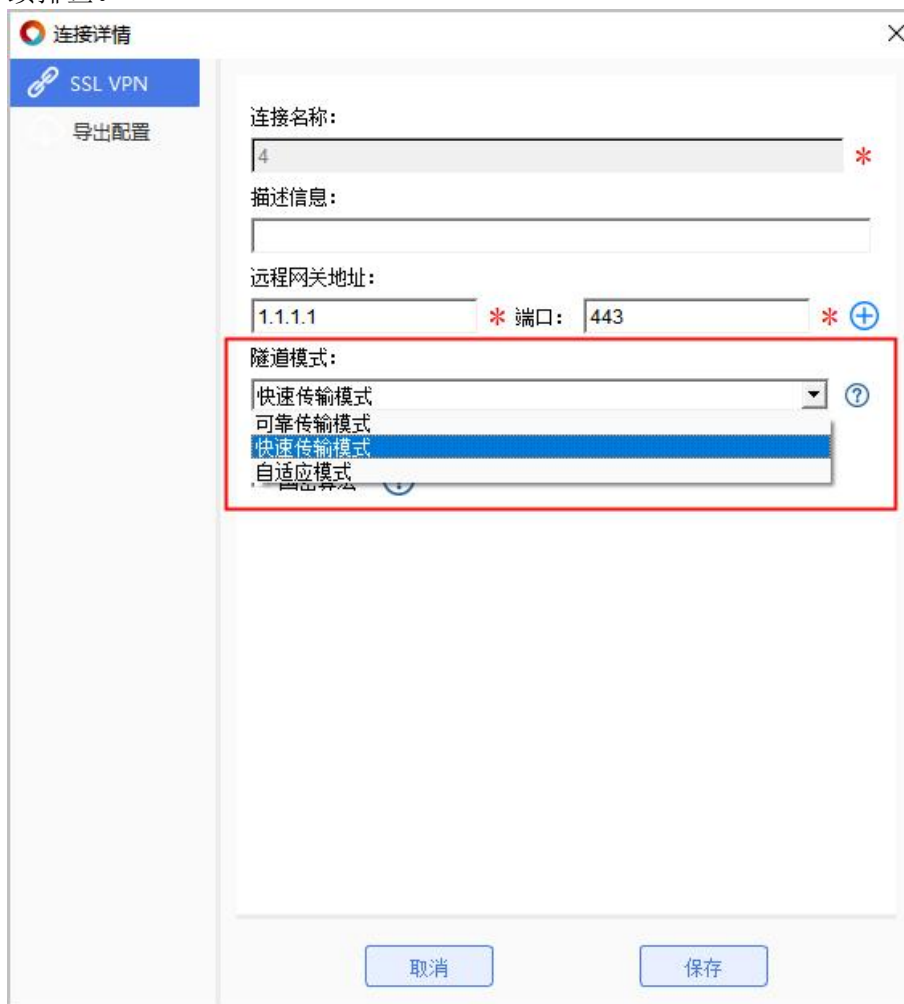 连接详情
SSL VPN
导出配置
连接名称：
4 *
描述信息：
远程网关地址：
1.1.1.1 * 端口： 443 *
隧道模式：
快速传输模式
可靠传输模式
快速传输模式
自适应模式
取消 保存